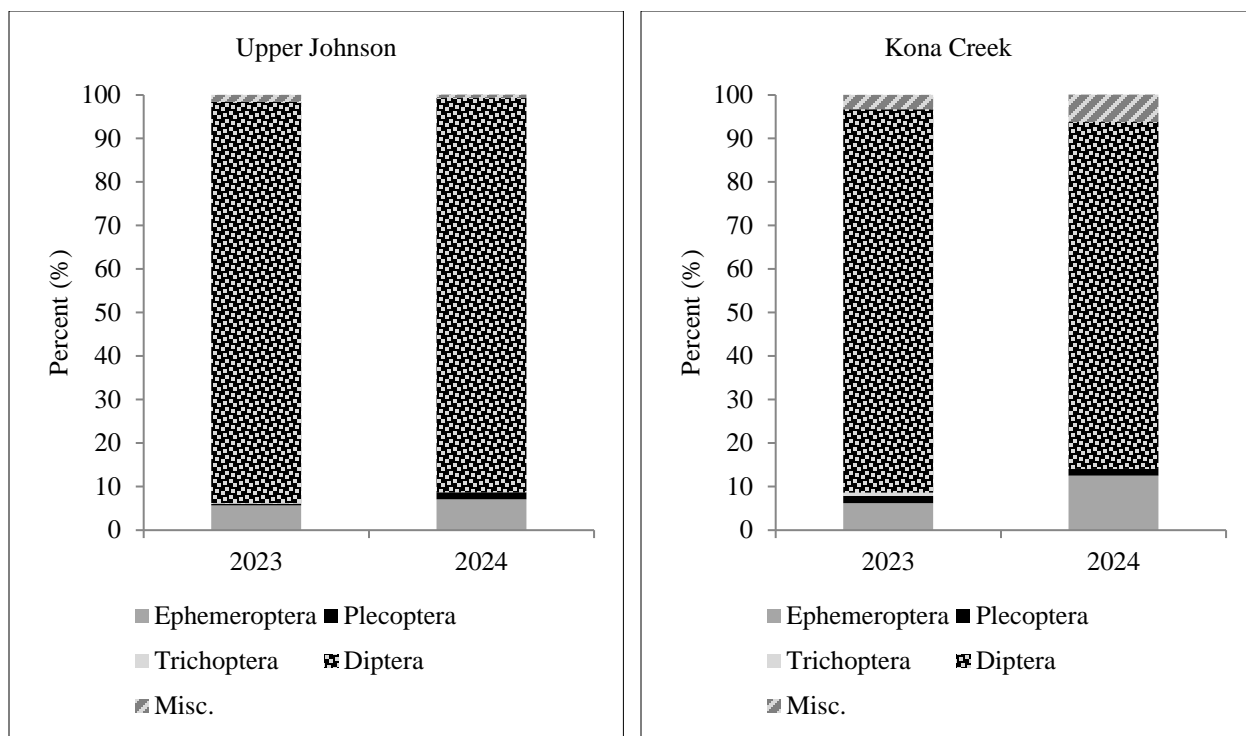 Upper Johnson
100
90
80
70
60
50
40
30
20
10
0
Percent (%)
2023 2024
Ephemeroptera Plecoptera
Trichoptera Diptera
Misc.
Kona Creek
100
90
80
70
60
50
40
30
20
10
0
Percent (%)
2023 2024
Ephemeroptera Plecoptera
Trichoptera Diptera
Misc.